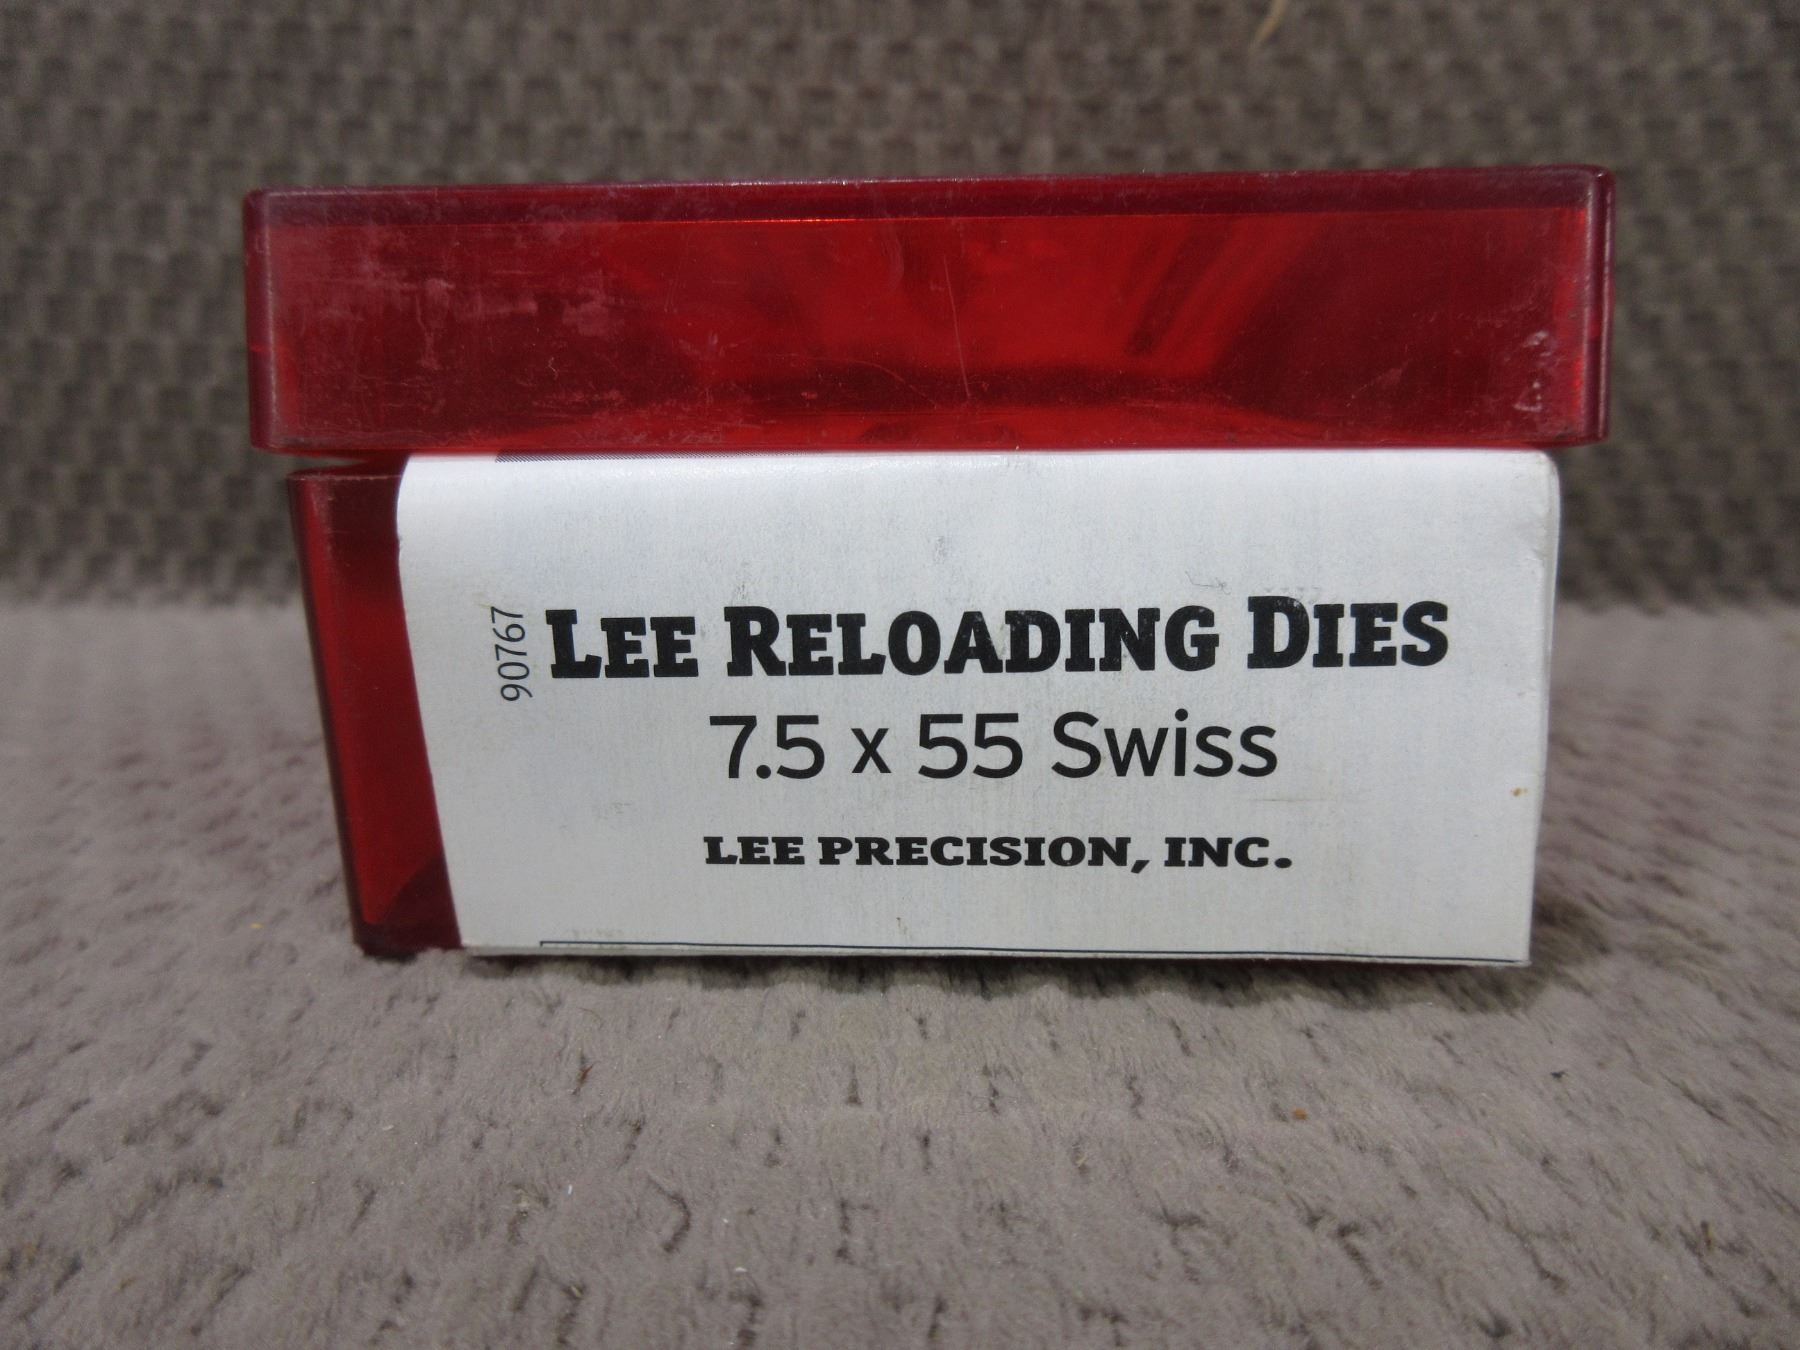 90767
LEE RELOADING DIES
7.5 x 55 Swiss
LEE PRECISION, INC.